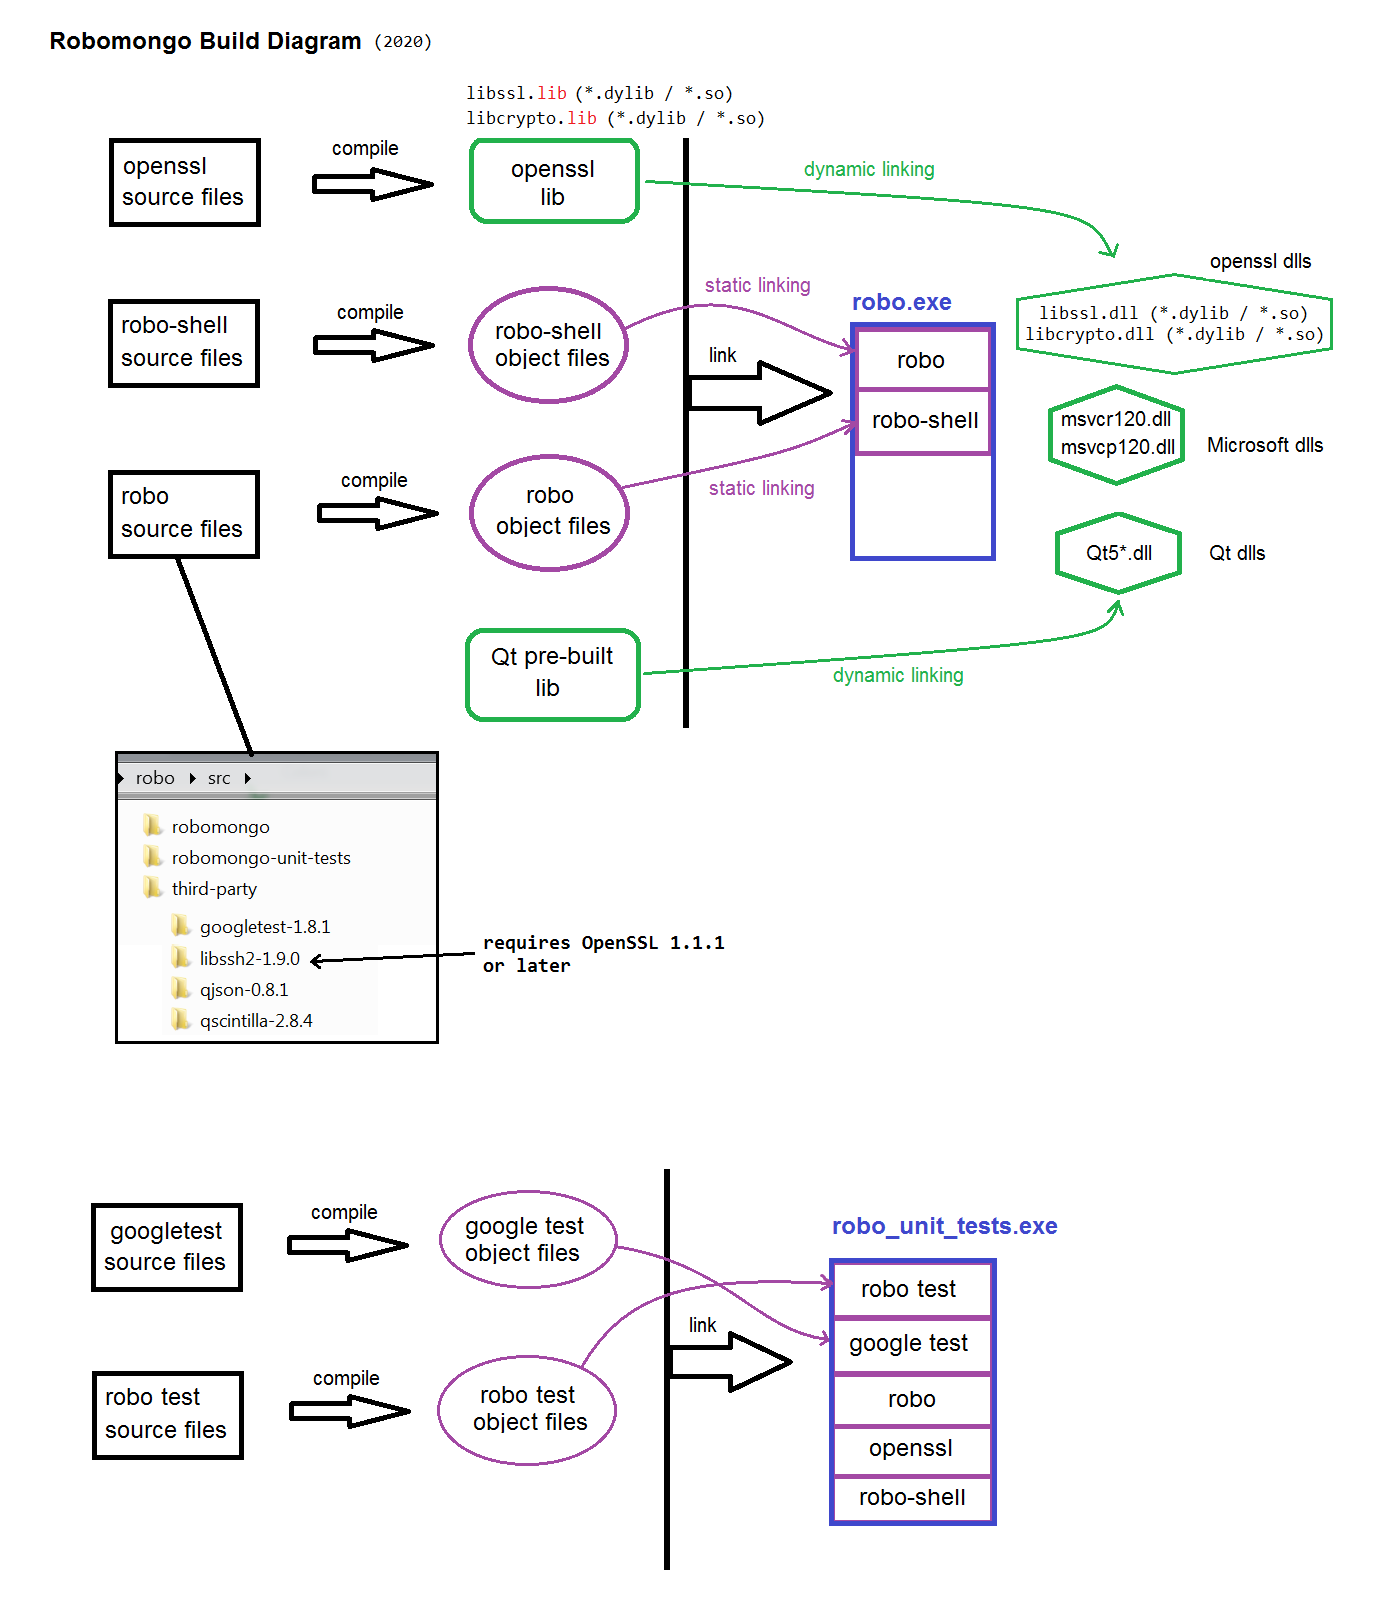 Robomongo Build Diagram (2020)
libssl.lib (*.dylib / *.so)
libcrypto.lib (*.dylib / *.so)
openssl
source files
compile
openssl
lib
dynamic linking
openssl dlls
libssl.dll (*.dylib / *.so)
libcrypto.dll (*.dylib / *.so)
robo-shell
source files
compile
robo-shell
object files
static linking
link
robo.exe
robo
robo-shell
msvcr120.dll
msvcp120.dll
Microsoft dlls
robo
source files
compile
robo
object files
static linking
Qt5*.dll
Qt dlls
Qt pre-built
lib
dynamic linking
robo src
robomongo
robomongo-unit-tests
third-party
googletest-1.8.1
libssh2-1.9.0
qjson-0.8.1
qscintilla-2.8.4
requires OpenSSL 1.1.1
or later
googletest
source files
compile
google test
object files
robo_unit_tests.exe
robo test
google test
robo
openssl
robo-shell
link
robo test
source files
compile
robo test
object files